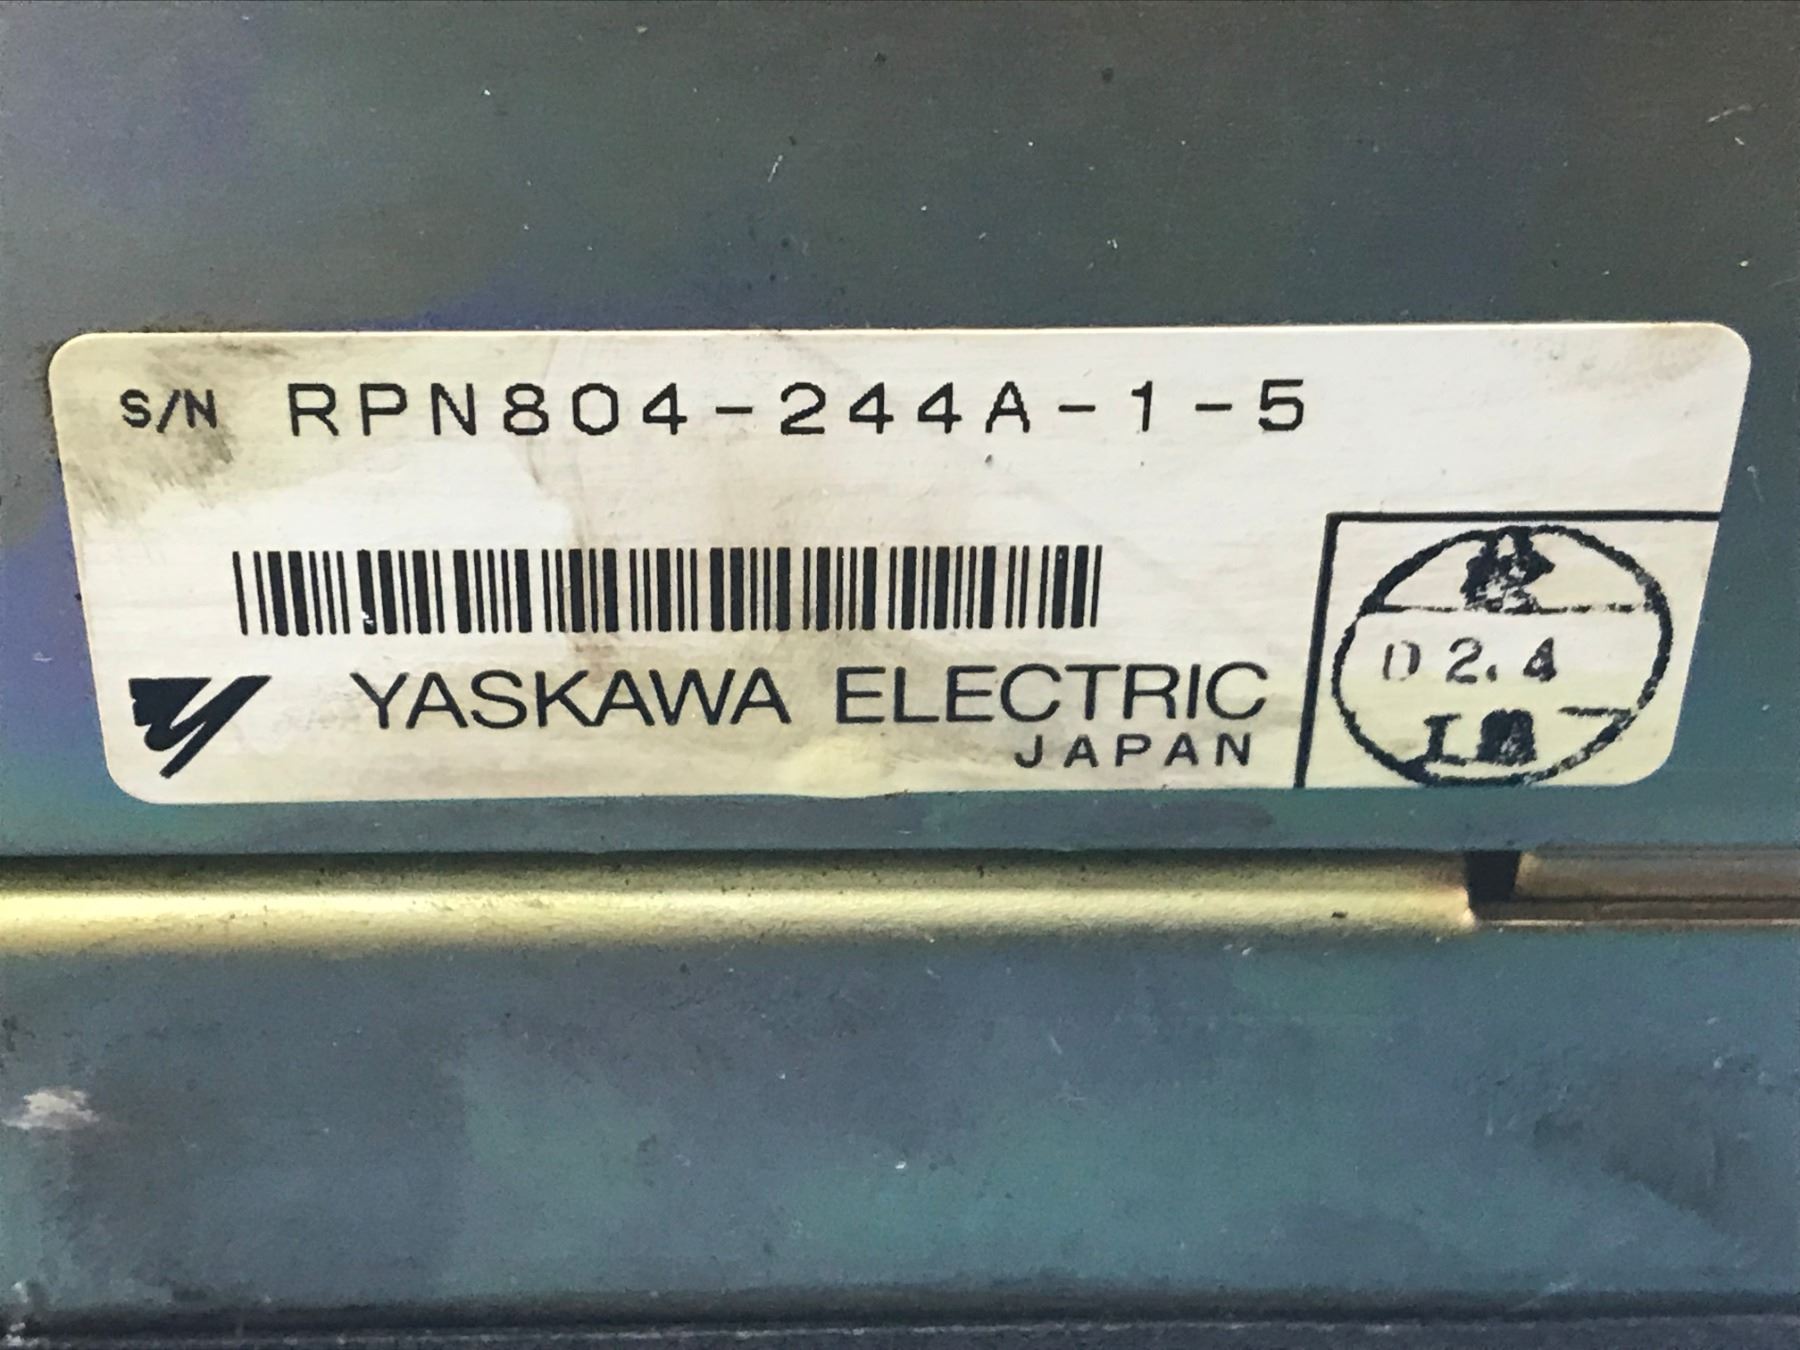 S/N RPN804-244A-1-5
YASKAWA ELECTRIC
JAPAN
02.4